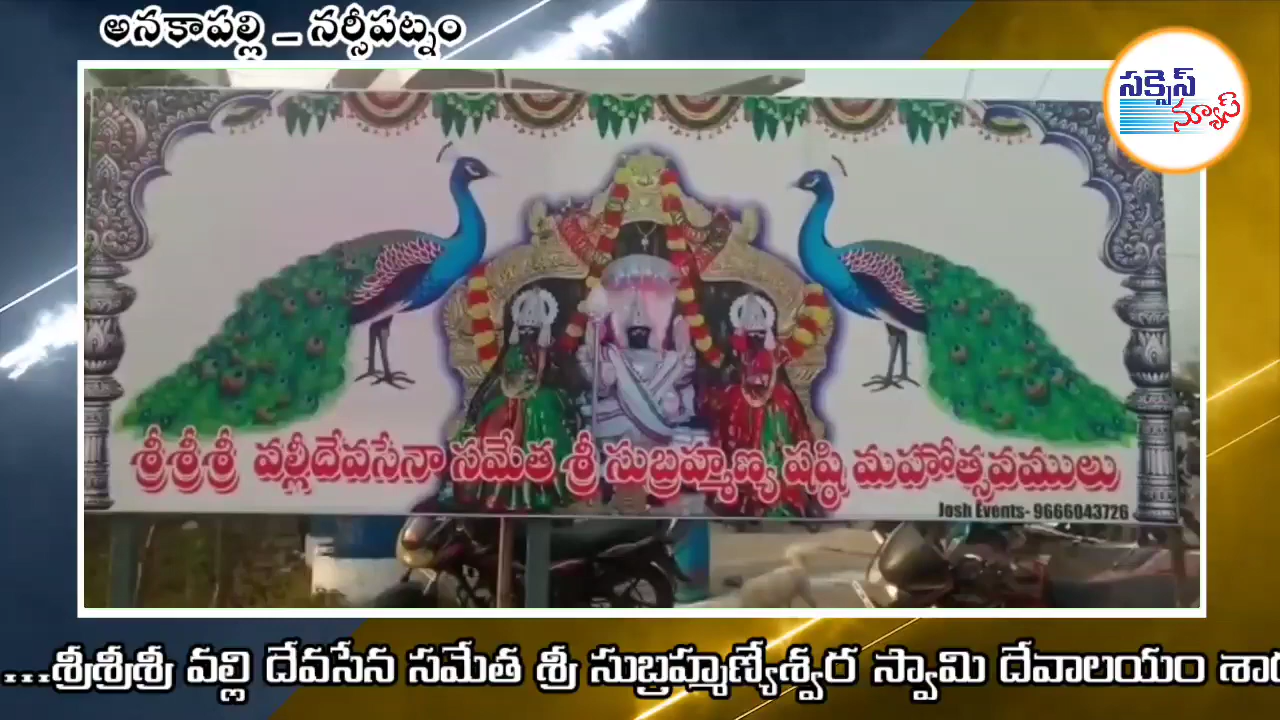 అనకాపల్లి – నర్సీపట్నం
సక్సెస్
న్యూస్
శ్రీశ్రీశ్రీ వల్లీదేవసేనా సమేత శ్రీ సుబ్రహ్మణ్య షష్ఠి మహోత్సవములు
Josh Events- 9666043726
...శ్రీశ్రీశ్రీ వల్లి దేవసేన సమేత శ్రీ సుబ్రహ్మణ్యేశ్వర స్వామి దేవాలయం